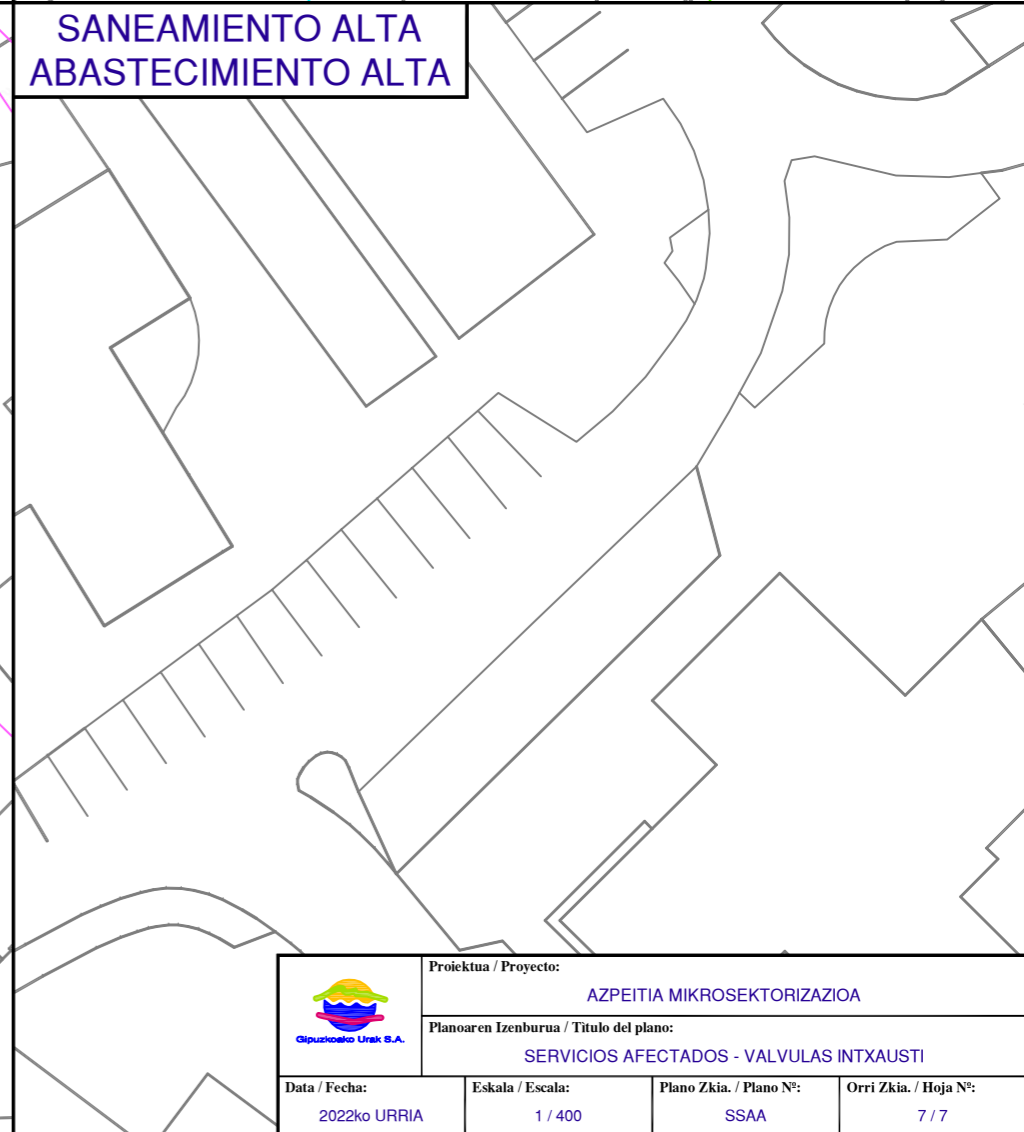 SANEAMIENTO ALTA
ABASTECIMIENTO ALTA
Gipuzkoako Urak S.A.
Proiektua / Proyecto:
AZPEITIA MIKROSEKTORIZAZIOA
Planoaren Izenburua / Título del plano:
SERVICIOS AFECTADOS - VALVULAS INTXAUSTI
Data / Fecha:
2022ko URRIA
Eskala / Escala:
1 / 400
Plano Zkia. / Plano Nº:
SSAA
Orri Zkia. / Hoja Nº:
7 / 7